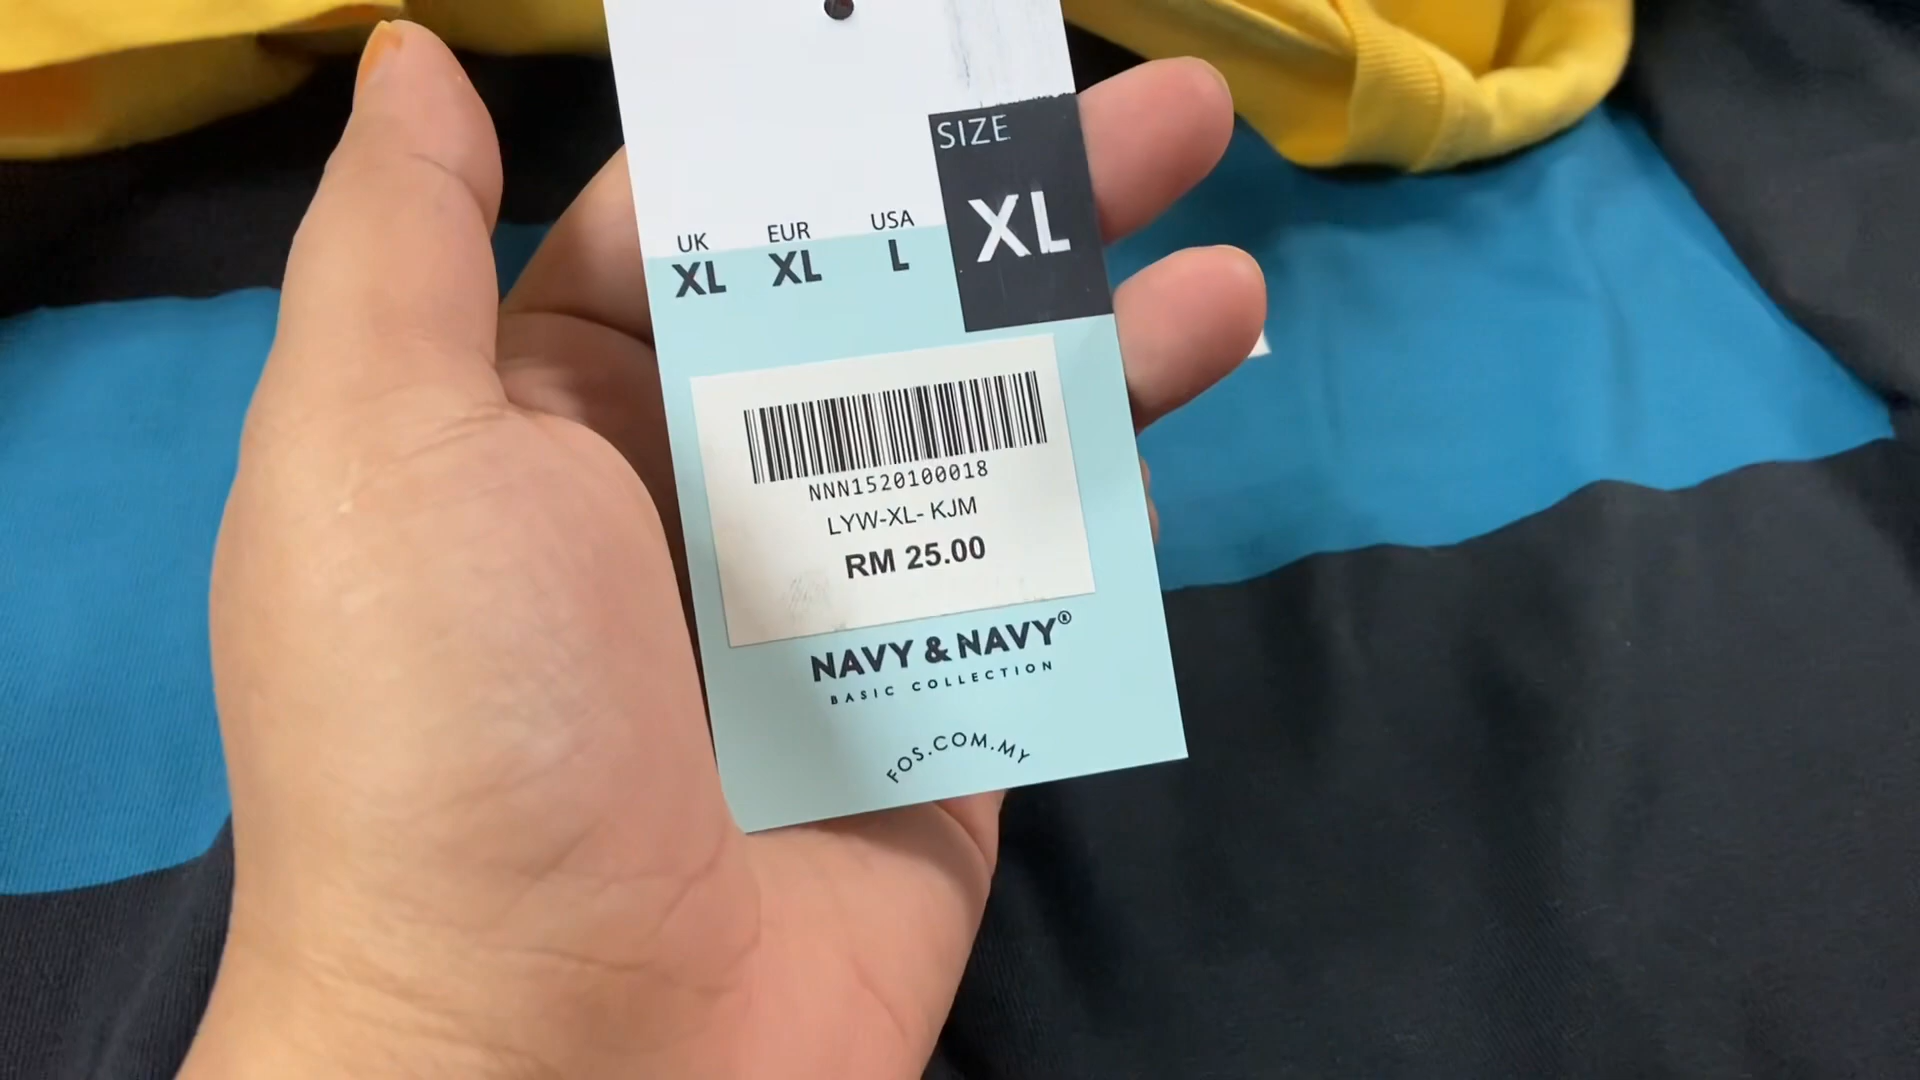 SIZE
XL
UK EUR USA
XL XL L
NNN1520100018
LYW-XL- KJM
RM 25.00
NAVY & NAVY®
BASIC COLLECTION
FOS.COM.MY